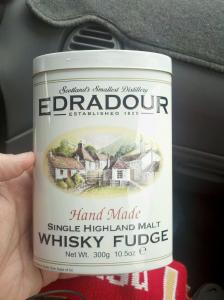 Scotland's Smallest Distillery
EDRADOUR
ESTABLISHED 1825
Hand Made
SINGLE HIGHLAND MALT
WHISKY FUDGE
Net Wt. 300g 10.5oz e